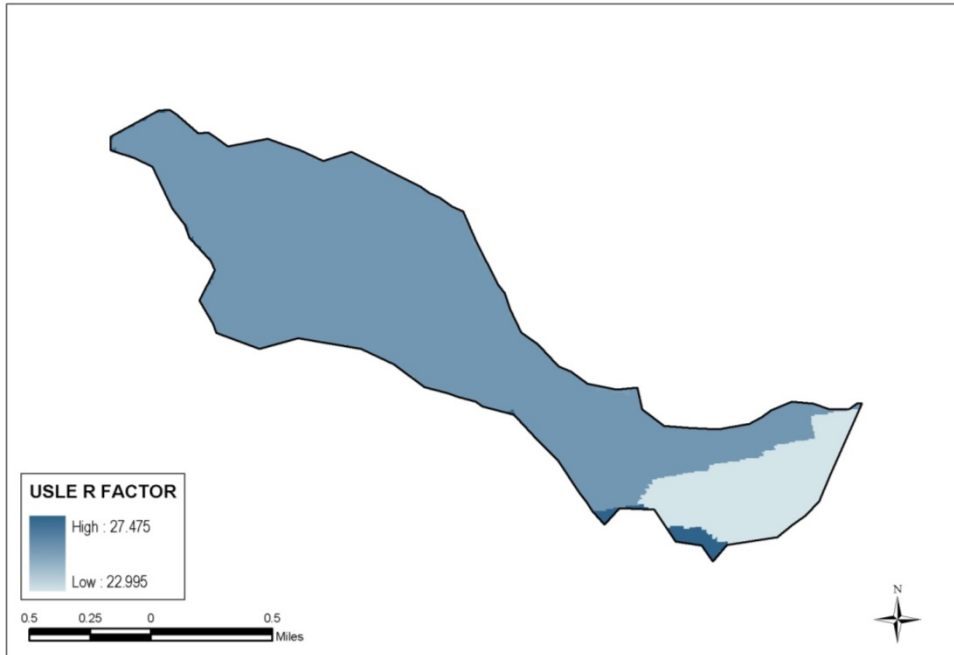 USLE R FACTOR
High : 27.475
Low : 22.995
0.5 0.25 0 0.5
Miles
N